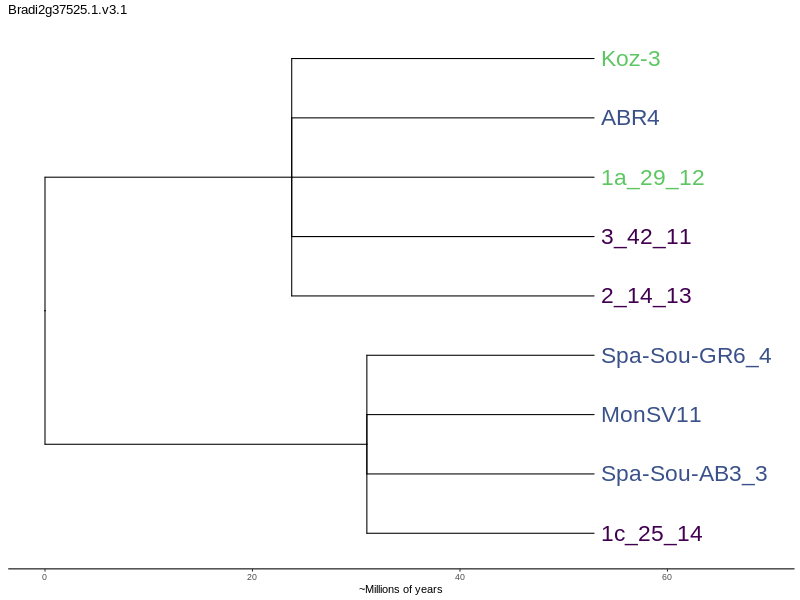 Bradi2g37525.1.v3.1
Koz-3
ABR4
1a_29_12
3_42_11
2_14_13
Spa-Sou-GR6_4
MonSV11
Spa-Sou-AB3_3
1c_25_14
0 20 40 60
~Millions of years